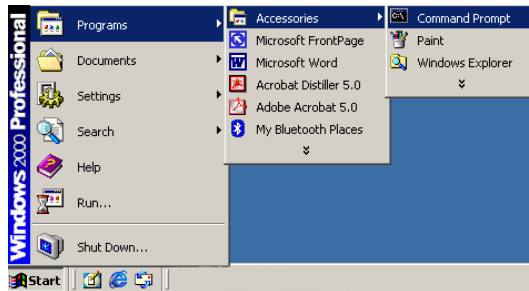 Windows 2000 Professional
Programs
Documents
Settings
Search
Help
Run...
Shut Down...
Accessories
Microsoft FrontPage
Microsoft Word
Acrobat Distiller 5.0
Adobe Acrobat 5.0
My Bluetooth Places
Command Prompt
Paint
Windows Explorer
Start